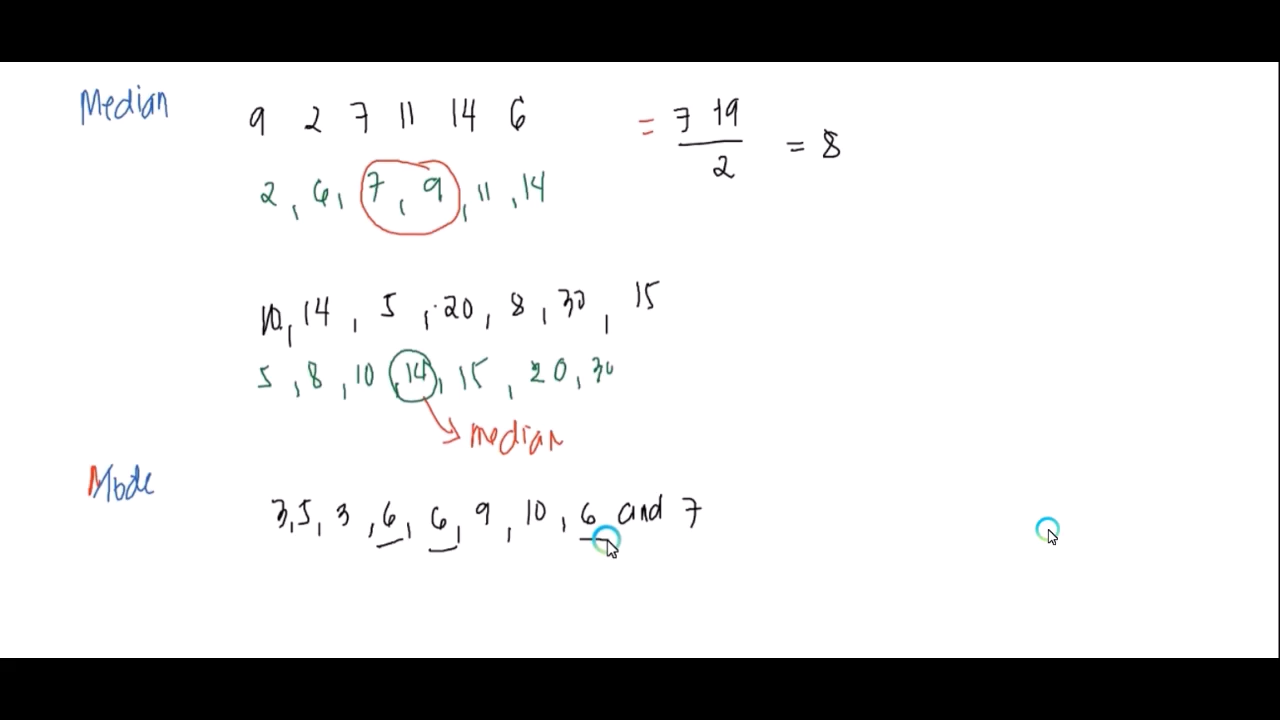 Median
9 2 7 11 14 6 = 7 + 9
2 = 8
2, 6, 7, 9, 11, 14
10, 14, 5, 20, 8, 30, 15
5, 8, 10, 14, 15, 20, 30
median
Mode
3, 5, 3, 6, 6, 9, 10, 6 and 7